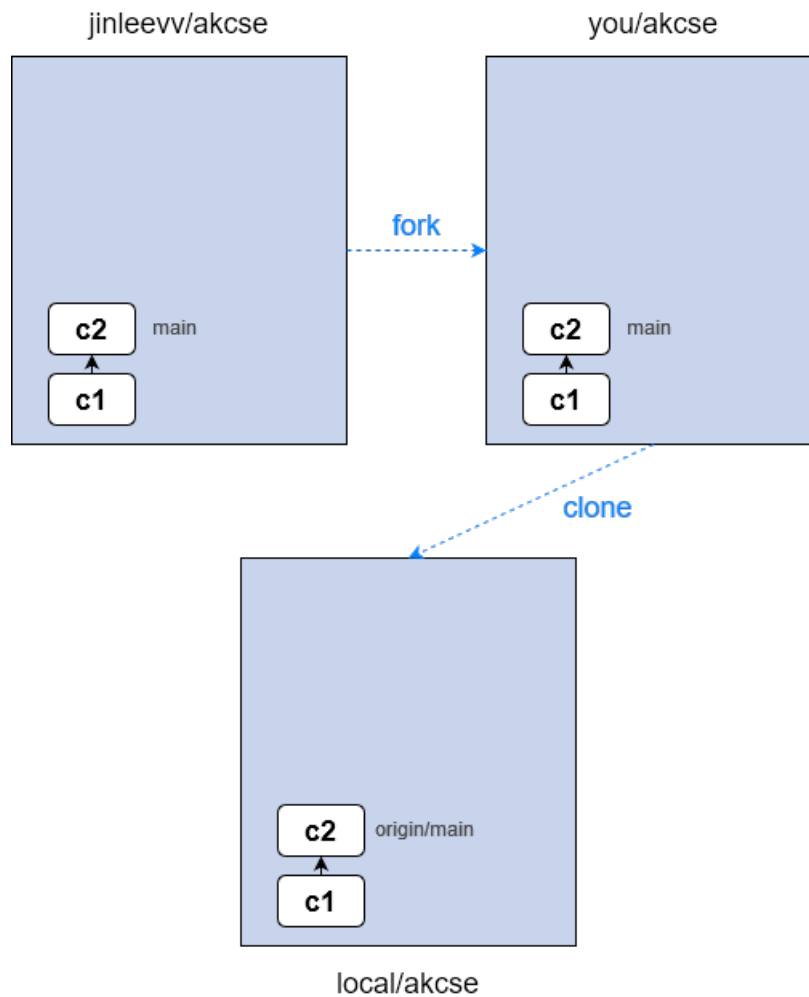 jinleevv/akcse
you/akcse
fork
c2
main
c1
c2
main
c1
clone
c2
origin/main
c1
local/akcse